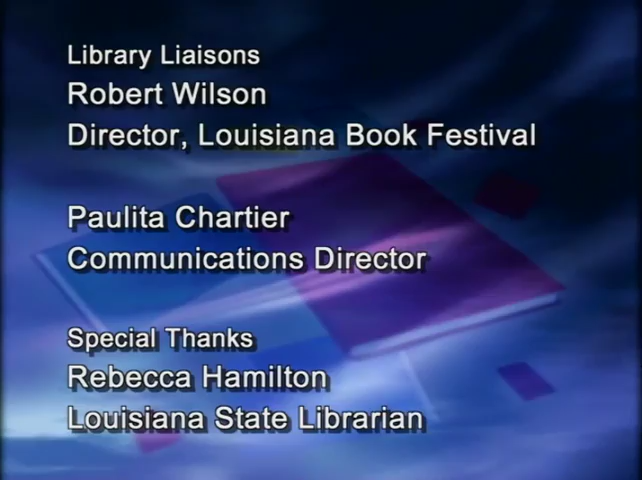 Library Liaisons
Robert Wilson
Director, Louisiana Book Festival
Paulita Chartier
Communications Director
Special Thanks
Rebecca Hamilton
Louisiana State Librarian